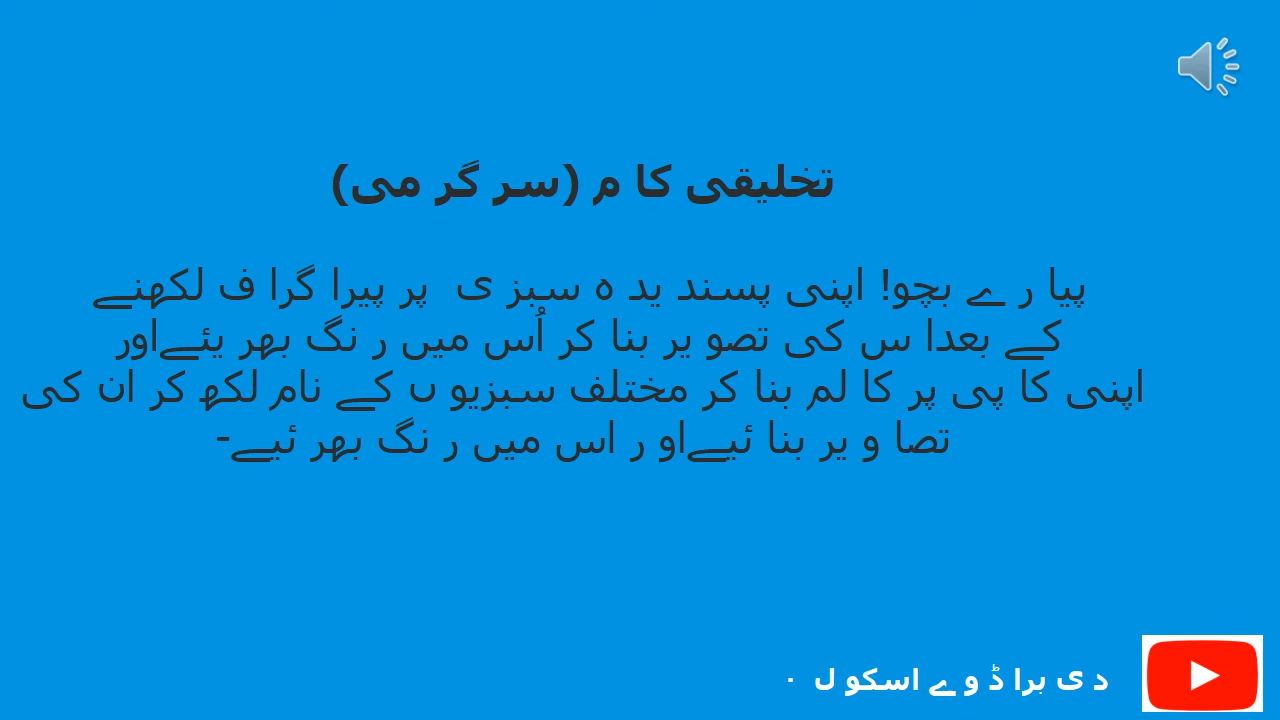 تخلیقی کا م (سر گر می)
پیا ر ے بچو! اپنی پسند ید ہ سبز ی پر پیرا گرا ف لکھنے
کے بعدا س کی تصو یر بنا کر اُس میں ر نگ بھر یئےاور
اپنی کا پی پر کا لم بنا کر مختلف سبزیو ں کے نام لکھ کر ان کی
تصا و یر بنا ئیےاو ر اس میں ر نگ بھر ئیے-
د ی برا ڈ و ے اسکو ل ۰